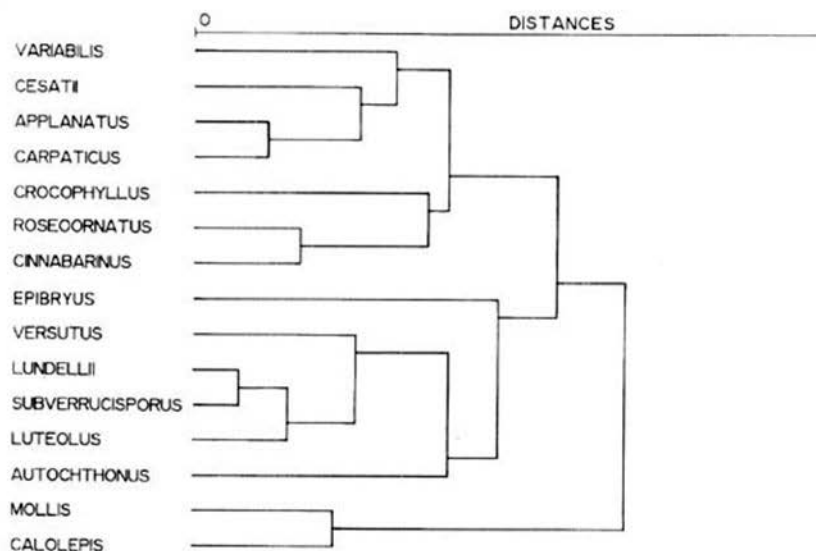 0
DISTANCES
VARIABILIS
CESATII
APPLANATUS
CARPATICUS
CROCOPHYLLUS
ROSEOORNATUS
CINNABARINUS
EPIBRYUS
VERSUTUS
LUNDELLII
SUBVERRUCISPORUS
LUTEOLUS
AUTOCHTHONUS
MOLLIS
CALOLEPIS